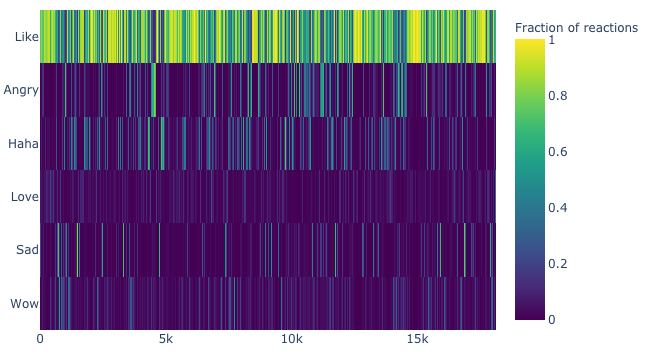 Fraction of reactions
Like
Angry
Haha
Love
Sad
Wow
0
5k
10k
15k
1
0.8
0.6
0.4
0.2
0